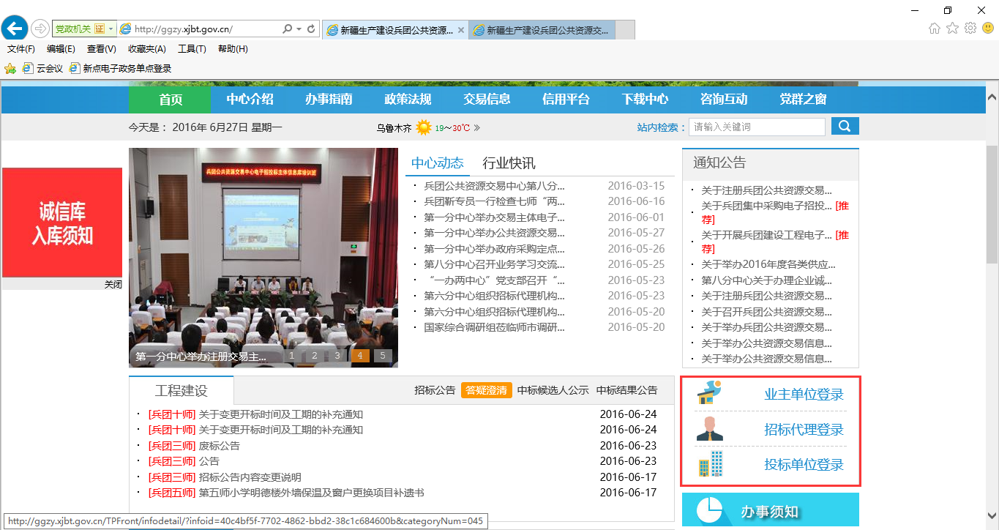 党政机关 证
http://ggzy.xjbt.gov.cn/
新疆生产建设兵团公共资源...
新疆生产建设兵团公共资源交...
文件(F) 编辑(E) 查看(V) 收藏夹(A) 工具(T) 帮助(H)
云会议 新点电子政务单点登录
首页 中心介绍 办事指南 政策法规 交易信息 信用平台 下载中心 咨询互动 党群之窗
今天是： 2016年 6月27日 星期一
乌鲁木齐 19～30℃
站内检索： 请输入关键词
诚信库
入库须知
关闭
兵团公共资源交易中心电子招投标主体信息库培训班
第一分中心举办注册交易主...
1 2 3 4 5
中心动态 行业快讯
兵团公共资源交易中心第八分... 2016-03-15
兵团靳专员一行检查七师“两... 2016-06-16
第一分中心举办交易主体电子... 2016-06-01
第一分中心举办公共资源交易... 2016-05-27
第一分中心举办政府采购定点... 2016-05-26
第八分中心召开业务学习交流... 2016-05-25
“一办两中心”党支部召开“... 2016-05-23
第六分中心组织招标代理机构... 2016-05-23
第六分中心组织招标代理机构... 2016-05-20
国家综合调研组莅临师市调研... 2016-05-20
通知公告
关于注册兵团公共资源交易...
关于兵团集中采购电子招投... [推
荐]
关于开展兵团建设工程电子... [推
荐]
关于举办2016年度各类供应...
第八分中心关于办理企业诚...
关于注册兵团公共资源交易...
关于召开兵团公共资源交易...
关于举办兵团公共资源交易...
关于举办公共资源交易信息...
关于举办公共资源交易信息...
工程建设
招标公告 答疑澄清 中标候选人公示 中标结果公告
[兵团十师] 关于变更开标时间及工期的补充通知 2016-06-24
[兵团十师] 关于变更开标时间及工期的补充通知 2016-06-24
[兵团三师] 废标公告 2016-06-23
[兵团三师] 公告 2016-06-23
[兵团三师] 招标公告内容变更说明 2016-06-17
[兵团五师] 第五师小学明德楼外墙保温及窗户更换项目补遗书 2016-06-17
业主单位登录
招标代理登录
投标单位登录
办事须知
http://ggzy.xjbt.gov.cn/TPFront/infodetail/?infoid=40c4bf5f-7702-4862-bbd2-38c1c684600b&categoryNum=045